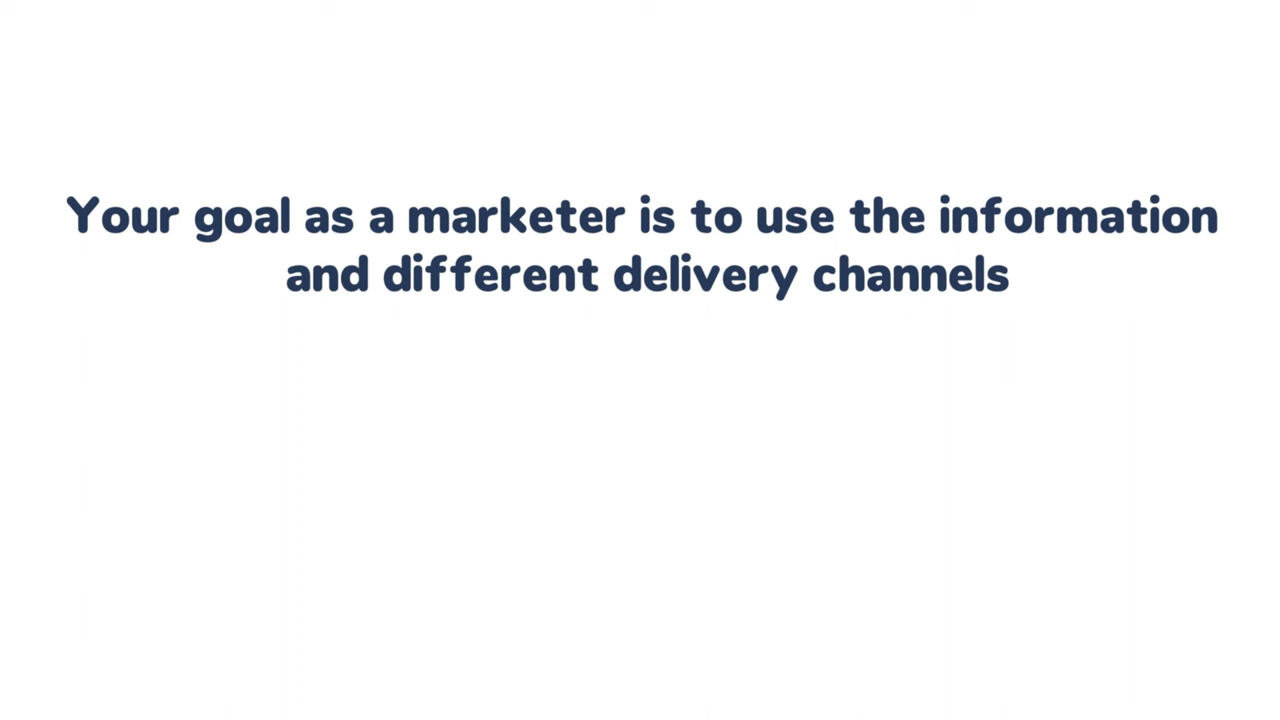 Your goal as a marketer is to use the information
and different delivery channels